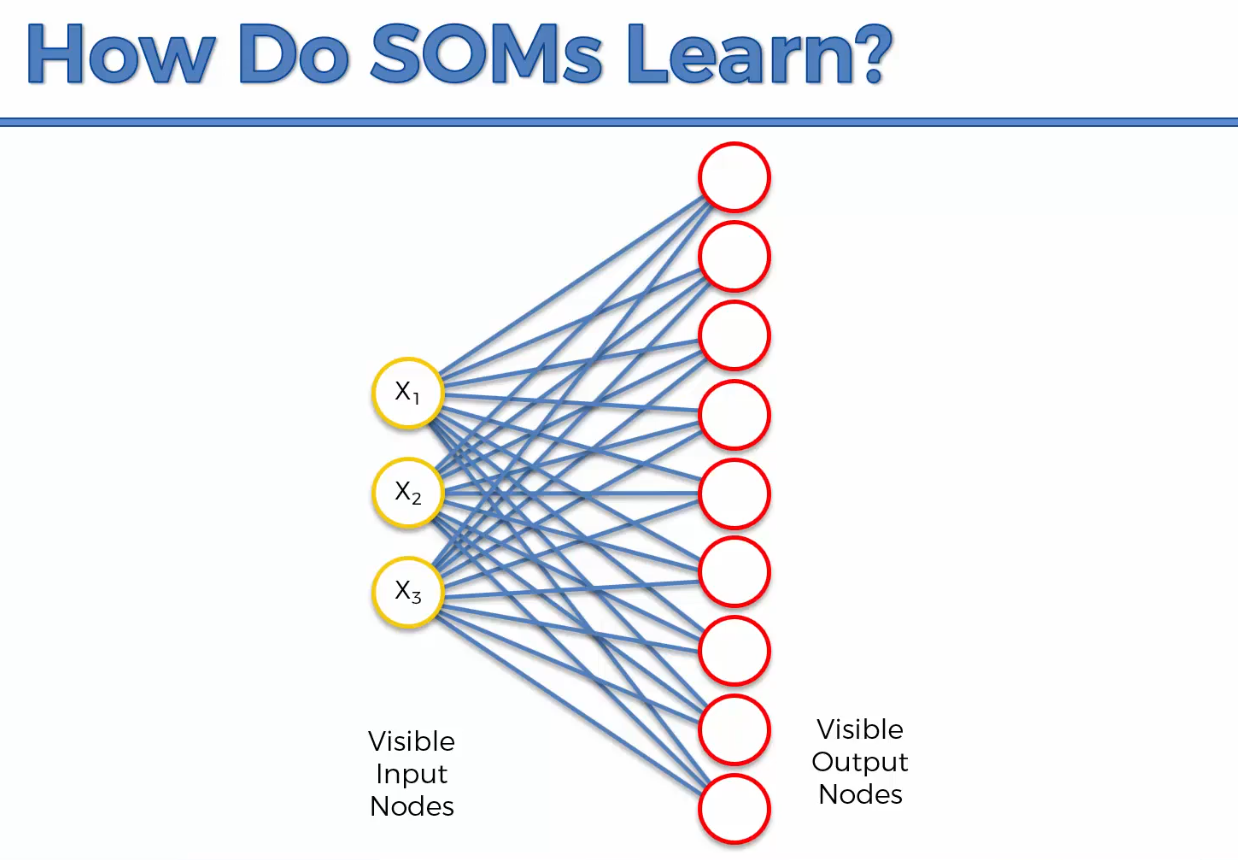 How Do SOMs Learn?
X₁
X₂
X₃
Visible
Input
Nodes
Visible
Output
Nodes